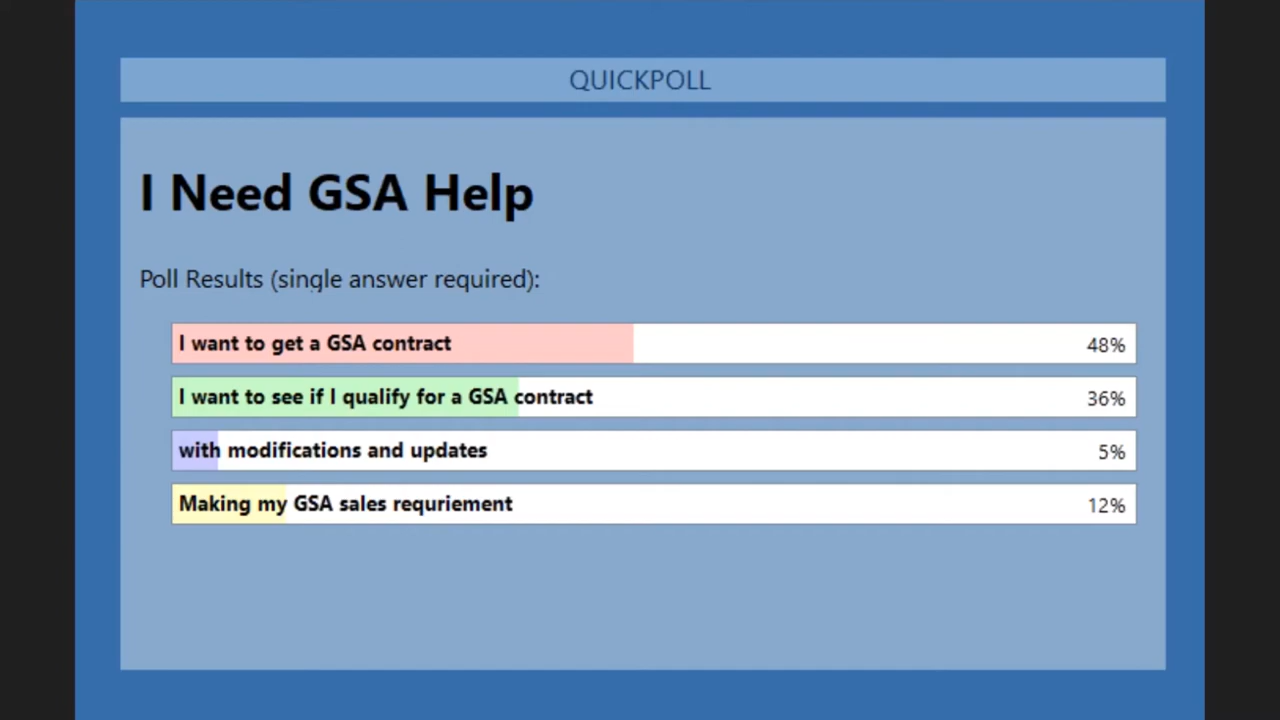 QUICKPOLL
I Need GSA Help
Poll Results (single answer required):
I want to get a GSA contract 48%
I want to see if I qualify for a GSA contract 36%
with modifications and updates 5%
Making my GSA sales requriement 12%